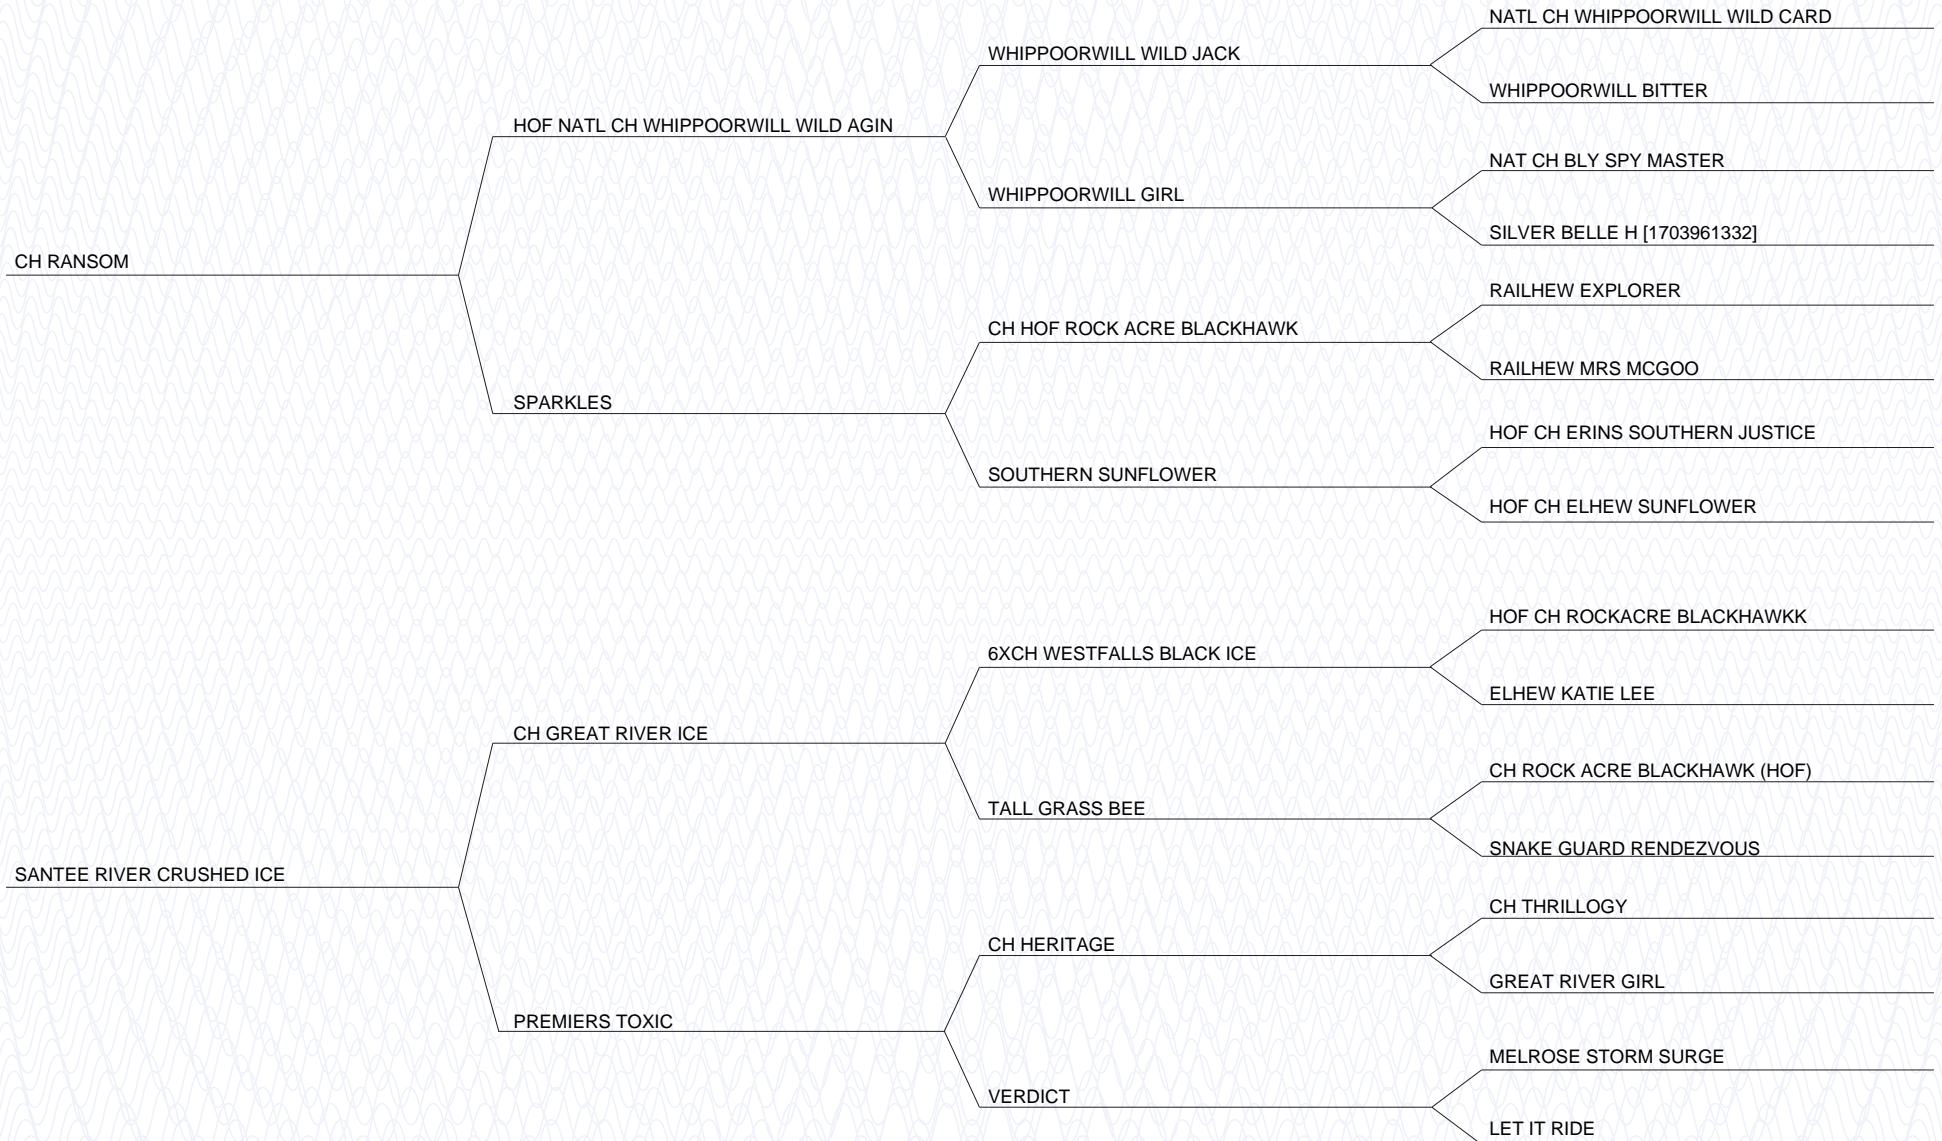 NATL CH WHIPPOORWILL WILD CARD
WHIPPOORWILL WILD JACK
WHIPPOORWILL BITTER
HOF NATL CH WHIPPOORWILL WILD AGIN
NAT CH BLY SPY MASTER
WHIPPOORWILL GIRL
SILVER BELLE H [1703961332]
CH RANSOM
RAILHEW EXPLORER
CH HOF ROCK ACRE BLACKHAWK
RAILHEW MRS MCGOO
SPARKLES
HOF CH ERINS SOUTHERN JUSTICE
SOUTHERN SUNFLOWER
HOF CH ELHEW SUNFLOWER
HOF CH ROCKACRE BLACKHAWKK
6XCH WESTFALLS BLACK ICE
ELHEW KATIE LEE
CH GREAT RIVER ICE
CH ROCK ACRE BLACKHAWK (HOF)
TALL GRASS BEE
SNAKE GUARD RENDEZVOUS
SANTEE RIVER CRUSHED ICE
CH THRILLOGY
CH HERITAGE
GREAT RIVER GIRL
PREMIERS TOXIC
MELROSE STORM SURGE
VERDICT
LET IT RIDE